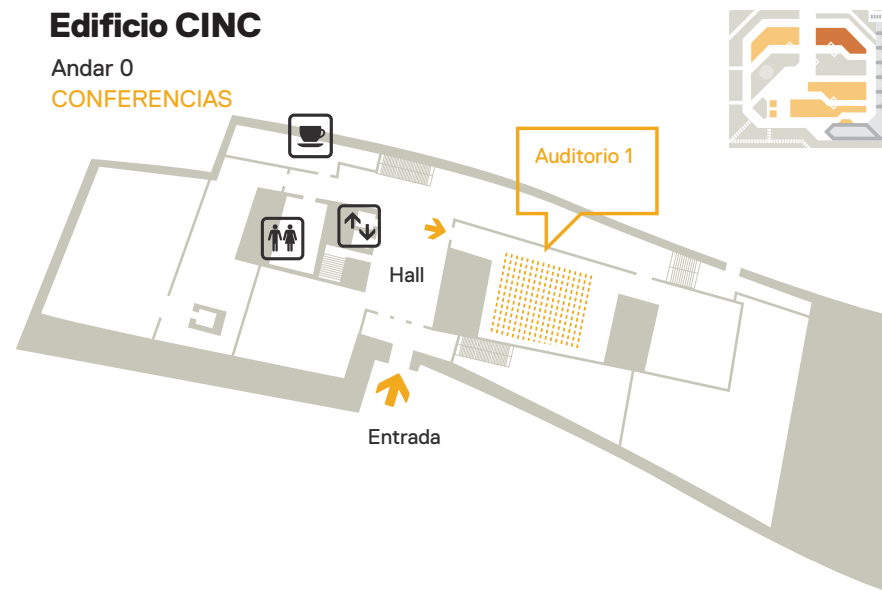 Edificio CINC
Andar 0
CONFERENCIAS
Auditorio 1
Hall
Entrada